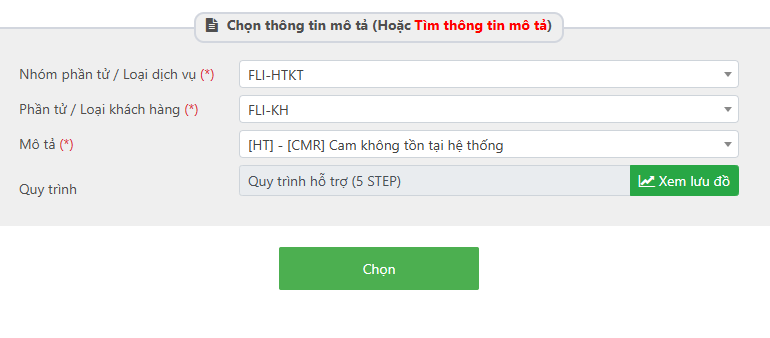 Chọn thông tin mô tả (Hoặc Tìm thông tin mô tả)
Nhóm phần tử / Loại dịch vụ (*) FLI-HTKT
Phần tử / Loại khách hàng (*) FLI-KH
Mô tả (*) [HT] - [CMR] Cam không tồn tại hệ thống
Quy trình Quy trình hỗ trợ (5 STEP) Xem lưu đồ
Chọn